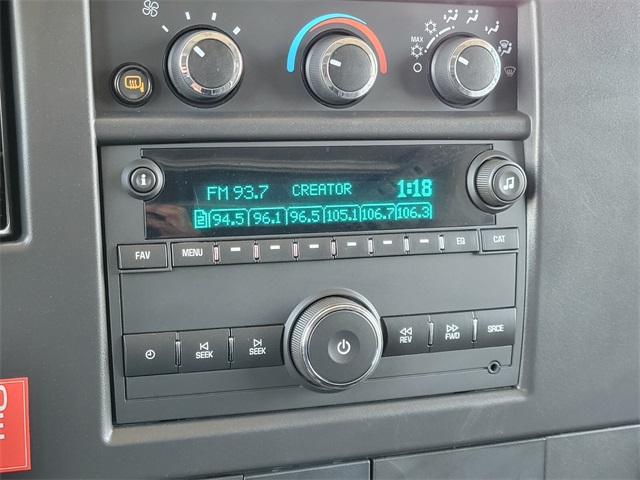 MAX
FM 93.7 CREATOR 1:18
2 94.5 96.1 96.5 105.1 106.7 106.3
FAV MENU EQ CAT
SEEK SEEK REV FWD SRCE